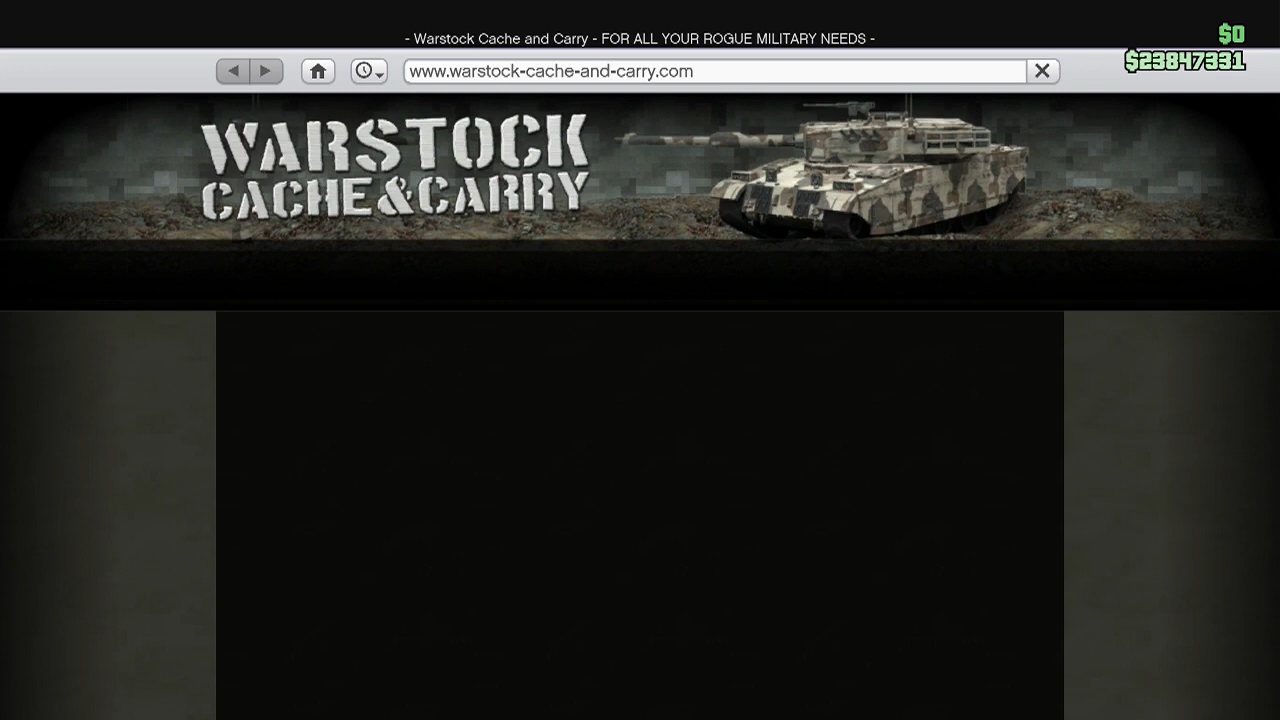 - Warstock Cache and Carry - FOR ALL YOUR ROGUE MILITARY NEEDS -
$0
$23847331
www.warstock-cache-and-carry.com
WARSTOCK
CACHE&CARRY